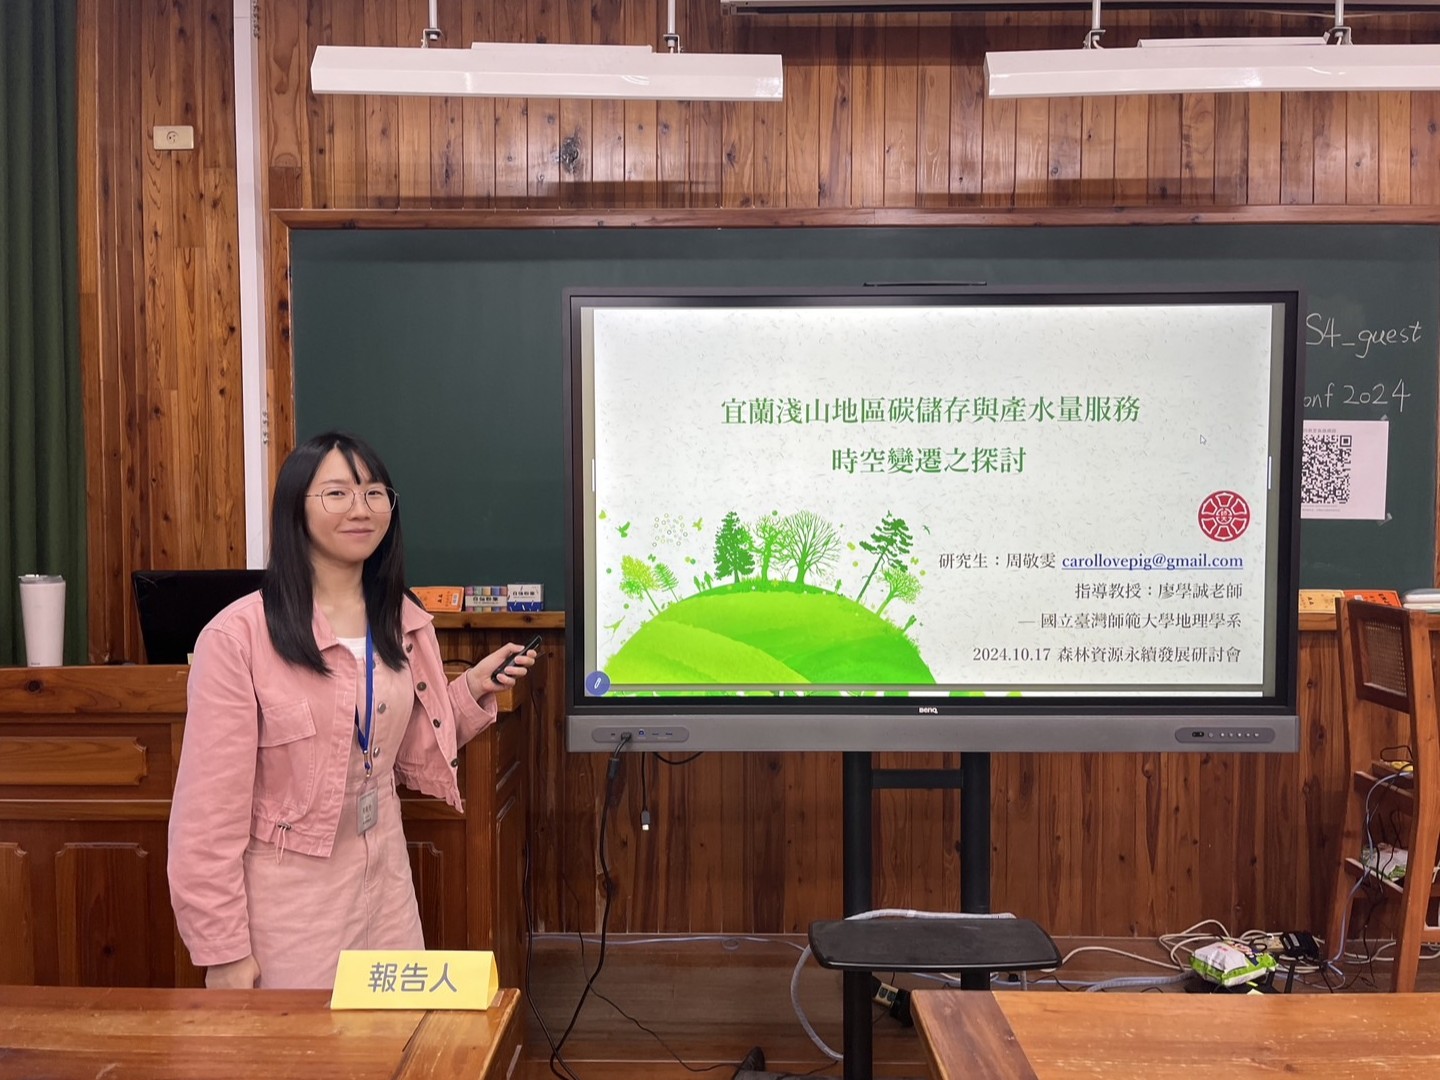 宜蘭淺山地區碳儲存與產水量服務
時空變遷之探討
研究生：周敬雯 carollovepig@gmail.com
指導教授：廖學誠老師
— 國立臺灣師範大學地理學系
2024.10.17 森林資源永續發展研討會
BenQ
S4_guest
onf 2024
報告人